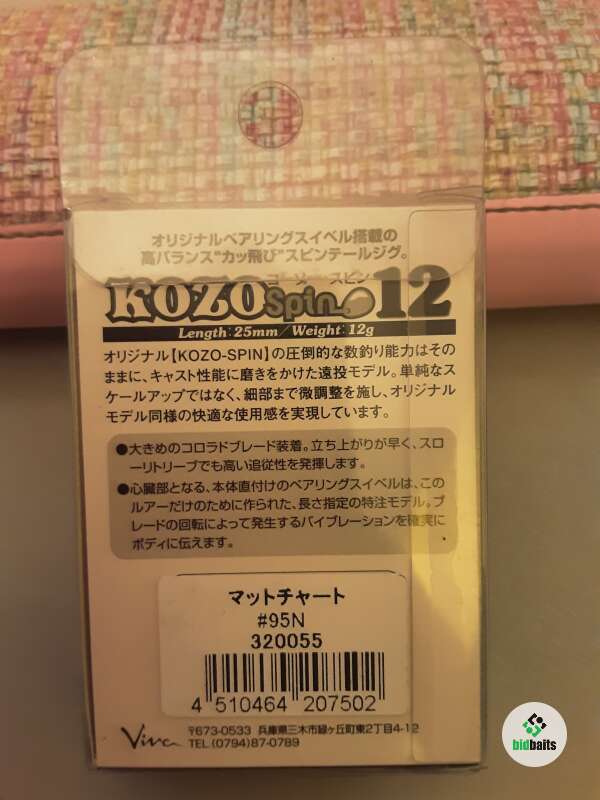 オリジナルベアリングスイベル搭載の
高バランス"カッ飛び"スピンテールジグ。
コーゾースピン
KOZO Spin 12
Length:25mm/Weight:12g
オリジナル【KOZO-SPIN】の圧倒的な数釣り能力はその
ままに、キャスト性能に磨きをかけた遠投モデル。単純なス
ケールアップではなく、細部まで微調整を施し、オリジナル
モデル同様の快適な使用感を実現しています。
●大きめのコロラドブレード装着。立ち上がりが早く、スロ
ーリトリーブでも高い追従性を発揮します。
●心臓部となる、本体直付けのベアリングスイベルは、この
ルアーだけのために作られた、長さ指定の特注モデル。ブ
レードの回転によって発生するバイブレーションを確実に
ボディに伝えます。
マットチャート
#95N
320055
4 510464 207502
Viva 〒673-0533 兵庫県三木市緑ヶ丘町東2丁目4-12
TEL (0794)87-0789
bidbaits